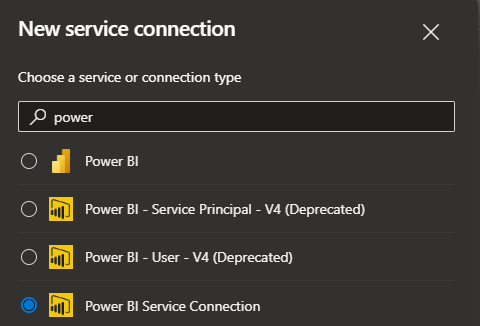 New service connection
Choose a service or connection type
power
Power BI
Power BI - Service Principal - V4 (Deprecated)
Power BI - User - V4 (Deprecated)
Power BI Service Connection